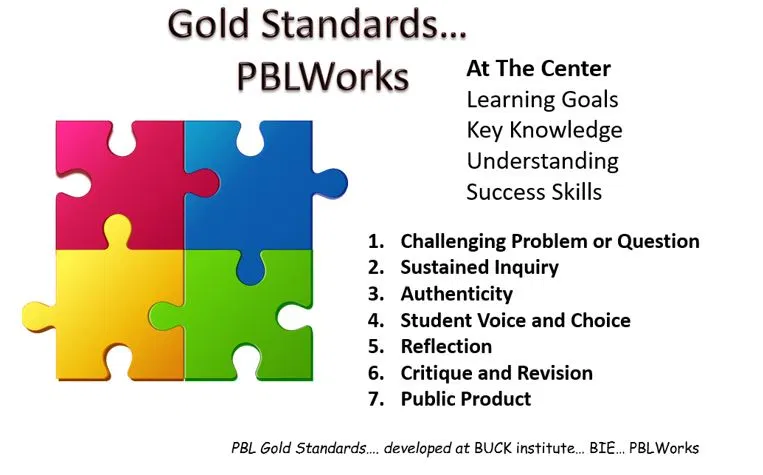 Gold Standards...
PBLWorks
At The Center
Learning Goals
Key Knowledge
Understanding
Success Skills
1. Challenging Problem or Question
2. Sustained Inquiry
3. Authenticity
4. Student Voice and Choice
5. Reflection
6. Critique and Revision
7. Public Product
PBL Gold Standards.... developed at BUCK institute... BIE... PBLWorks